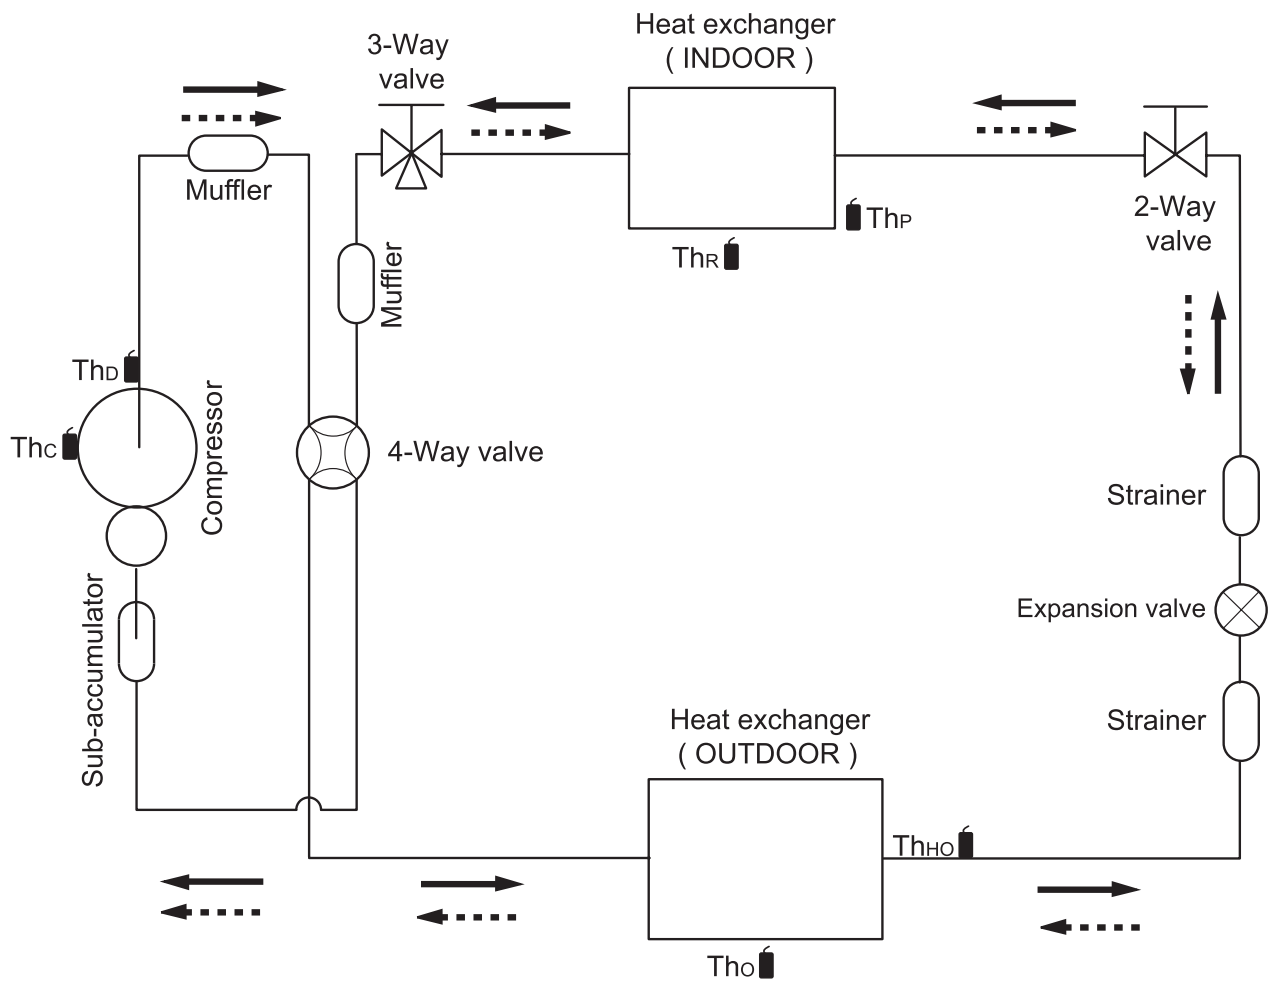 Heat exchanger
( INDOOR )
3-Way
valve
Muffler
2-Way
valve
ThP
ThR
Muffler
ThD
ThC
Compressor
4-Way valve
Strainer
Expansion valve
Sub-accumulator
Strainer
Heat exchanger
( OUTDOOR )
ThHO
ThO